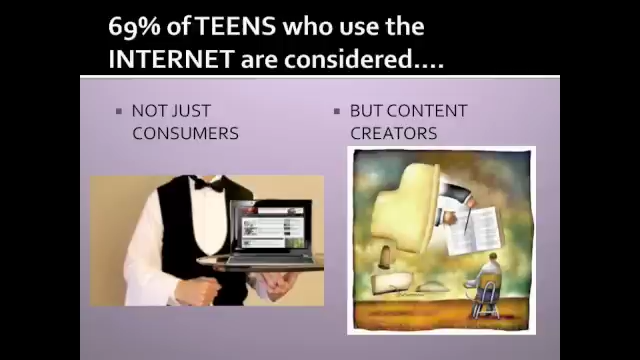 69% of TEENS who use the
INTERNET are considered....
NOT JUST
CONSUMERS
BUT CONTENT
CREATORS